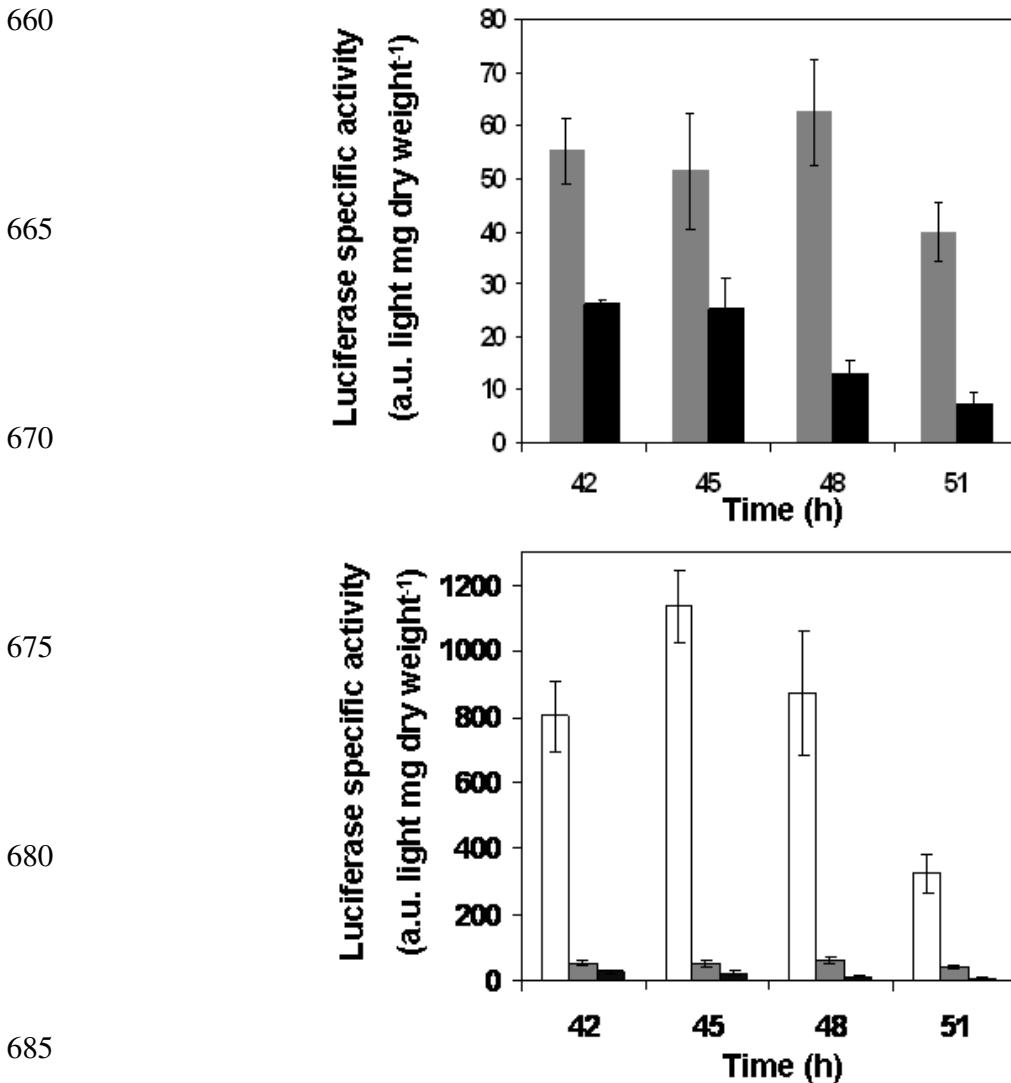 660
665
670
675
680
685
Luciferase specific activity
(a.u. light mg dry weight-1)
80
70
60
50
40
30
20
10
0
42 45 48 51
Time (h)
Luciferase specific activity
(a.u. light mg dry weight-1)
1200
1000
800
600
400
200
0
42 45 48 51
Time (h)